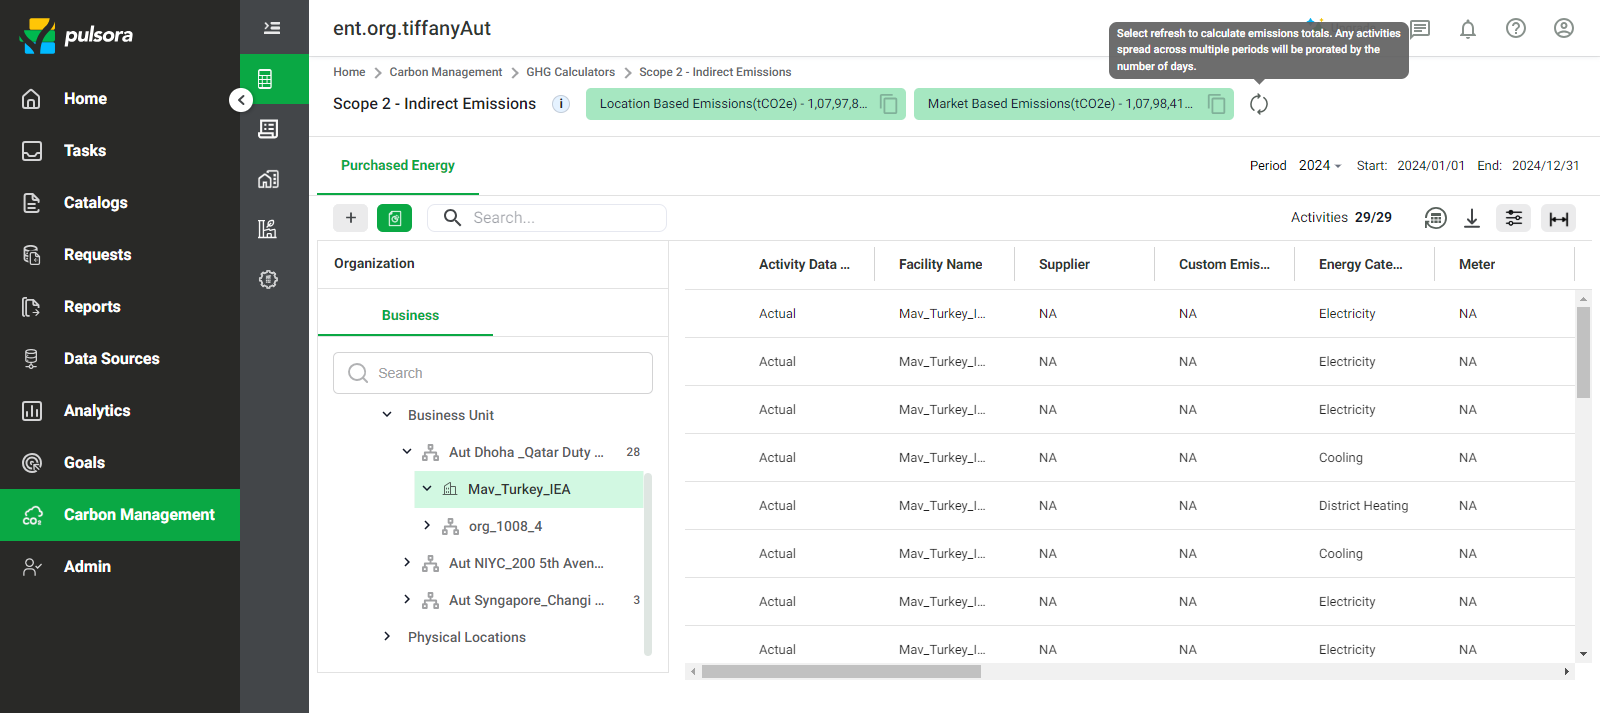 pulsora
Home
Tasks
Catalogs
Requests
Reports
Data Sources
Analytics
Goals
CO₂
Carbon Management
Admin
ent.org.tiffanyAut
Select refresh to calculate emissions totals. Any activities
spread across multiple periods will be prorated by the
number of days.
Home > Carbon Management > GHG Calculators > Scope 2 - Indirect Emissions
Scope 2 - Indirect Emissions i
Location Based Emissions(tCO2e) - 1,07,97,8...
Market Based Emissions(tCO2e) - 1,07,98,41...
Purchased Energy
Period 2024 Start: 2024/01/01 End: 2024/12/31
+ Search...
Activities 29/29
Organization
Business
Search
Business Unit
Aut Dhoha _Qatar Duty ... 28
Mav_Turkey_IEA
org_1008_4
Aut NIYC_200 5th Aven...
Aut Syngapore_Changi ... 3
Physical Locations
Activity Data ... Facility Name Supplier Custom Emis... Energy Cate... Meter
Actual Mav_Turkey_I... NA NA Electricity NA
Actual Mav_Turkey_I... NA NA Electricity NA
Actual Mav_Turkey_I... NA NA Electricity NA
Actual Mav_Turkey_I... NA NA Cooling NA
Actual Mav_Turkey_I... NA NA District Heating NA
Actual Mav_Turkey_I... NA NA Cooling NA
Actual Mav_Turkey_I... NA NA Electricity NA
Actual Mav_Turkey_I... NA NA Electricity NA